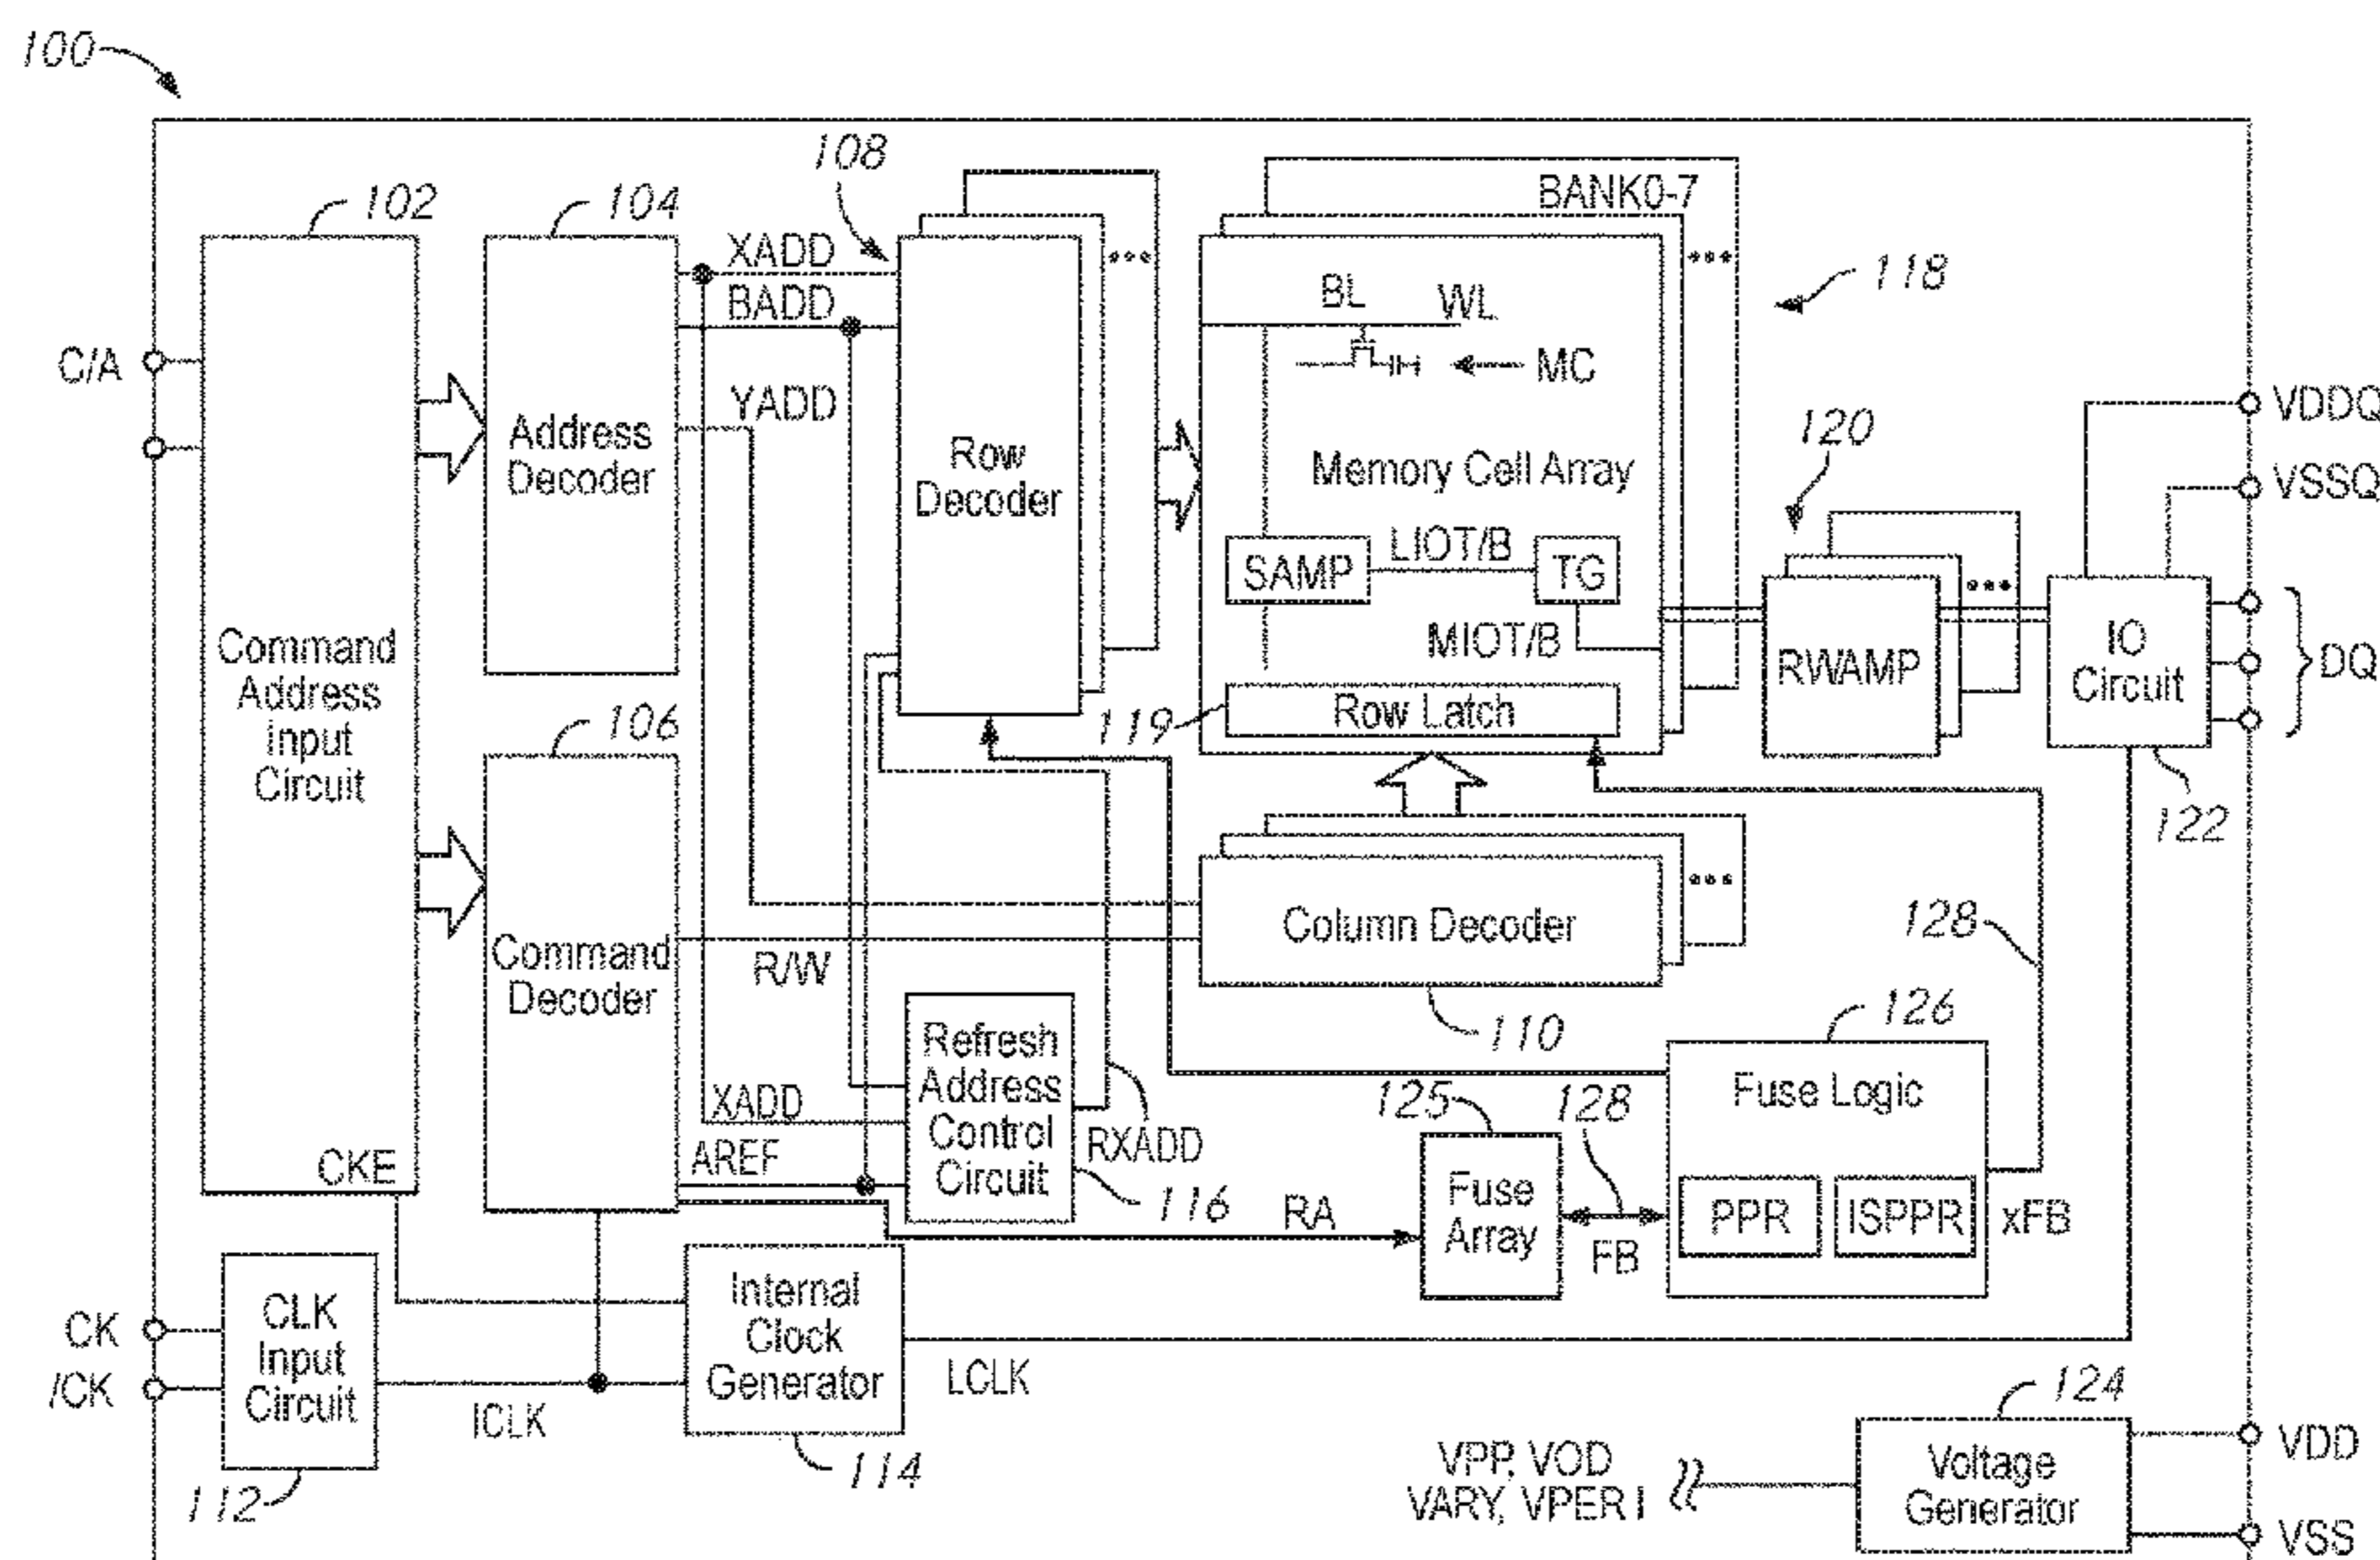 100
102
104
108
BANK0-7
118
XADD
BADD
YADD
BL
WL
MC
C/A
Command
Address
Input
Circuit
CKE
Address
Decoder
Row
Decoder
Memory Cell Array
SAMP
LIOT/B
TG
MIOT/B
Row Latch
119
120
RWAMP
IO
Circuit
122
VDDQ
VSSQ
DQ
106
Command
Decoder
R/W
Column Decoder
110
XADD
AREF
Refresh
Address
Control
Circuit
RXADD
116
RA
125
Fuse
Array
128
FB
126
Fuse Logic
PPR
ISPPR
xFB
128
CK
/CK
CLK
Input
Circuit
112
ICLK
Internal
Clock
Generator
114
LCLK
VPP, VOD
VARY, VPERI
124
Voltage
Generator
VDD
VSS